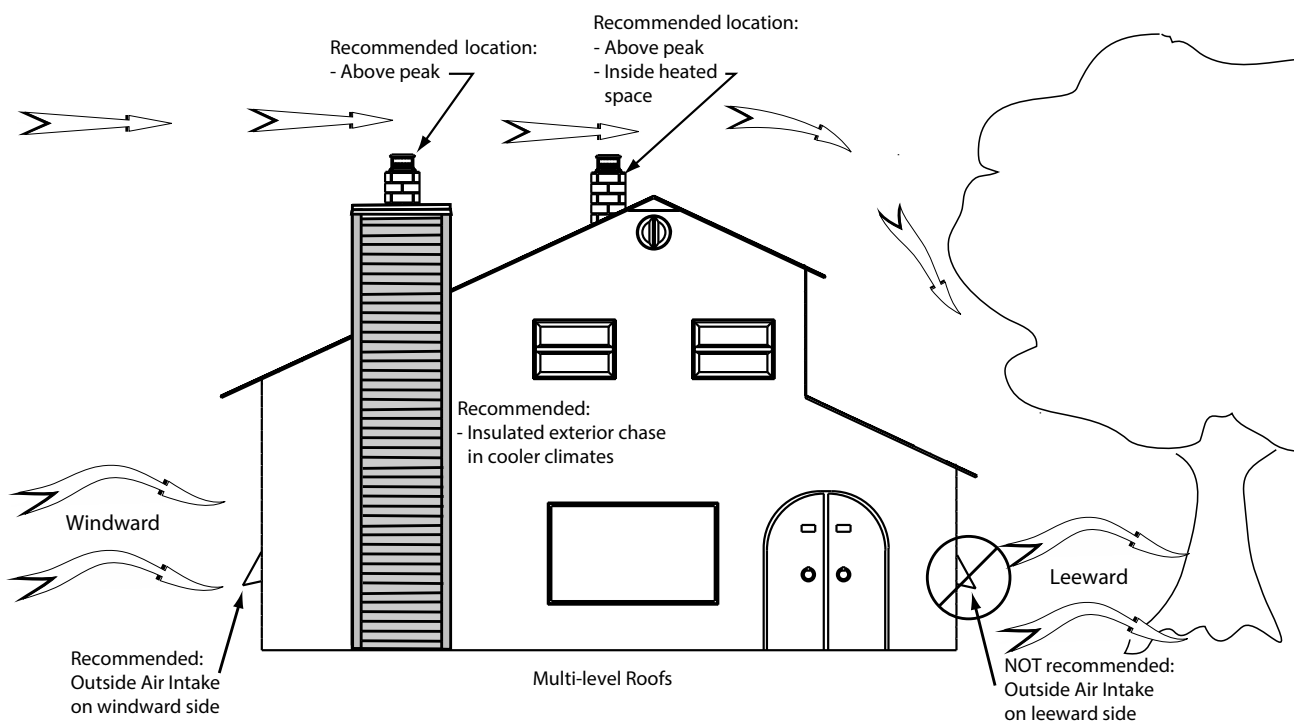 Recommended location:
- Above peak
Recommended location:
- Above peak
- Inside heated
space
Recommended:
- Insulated exterior chase
in cooler climates
Windward
Leeward
Recommended:
Outside Air Intake
on windward side
Multi-level Roofs
NOT recommended:
Outside Air Intake
on leeward side